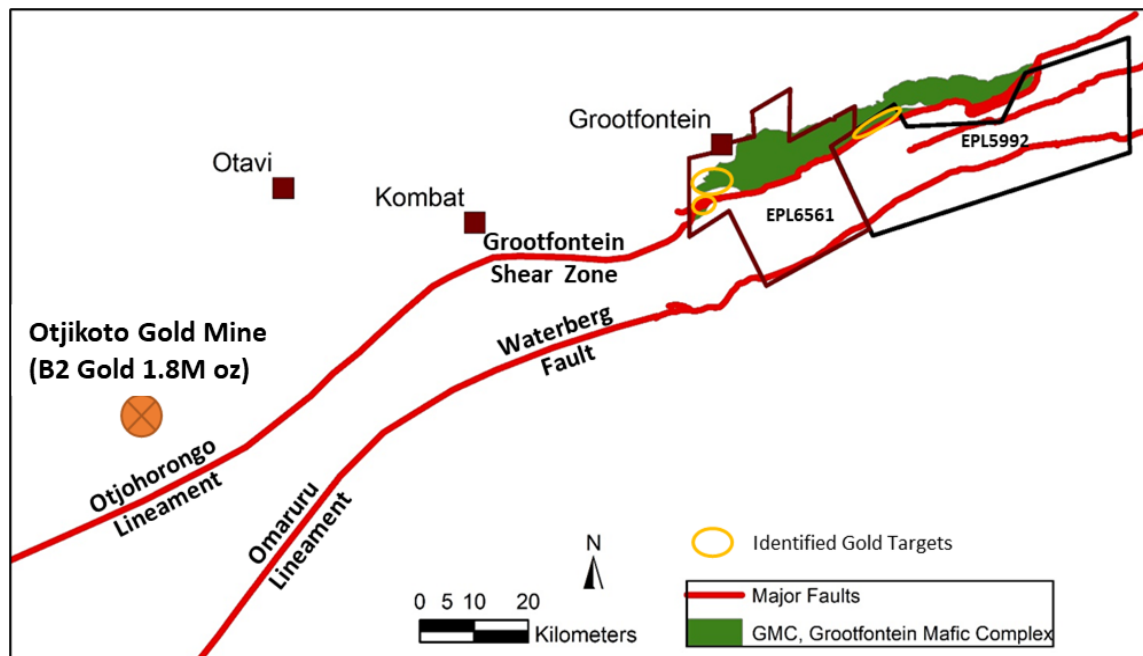 Grootfontein
EPL5992
Otavi
Kombat
EPL6561
Grootfontein
Shear Zone
Otjikoto Gold Mine
(B2 Gold 1.8M oz)
Waterberg
Fault
Otjohorongo
Lineament
Omaruru
Lineament
N
Identified Gold Targets
0 5 10 20
Kilometers
Major Faults
GMC, Grootfontein Mafic Complex